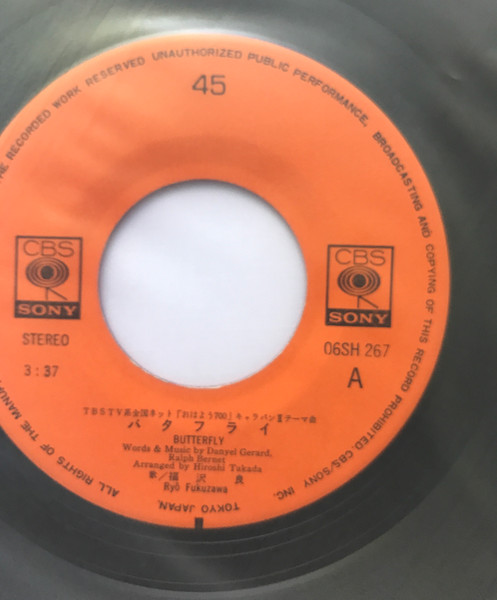 THE RECORDED WORK RESERVED UNAUTHORIZED PUBLIC PERFORMANCE, BROADCASTING AND COPYING OF THIS RECORD PROHIBITED CBS/SONY INC.
TOKYO JAPAN.
ALL RIGHTS OF THE MANUF
45
CBS
SONY
CBS
SONY
STEREO
06SH 267
3:37
A
TBSTV系全国ネット「おはよう700」キャラバンⅡテーマ曲
バタフライ
BUTTERFLY
Words & Music by Danyel Gerard,
Ralph Bernet
Arranged by Hiroshi Takada
歌/福沢 良
Ryô Fukuzawa